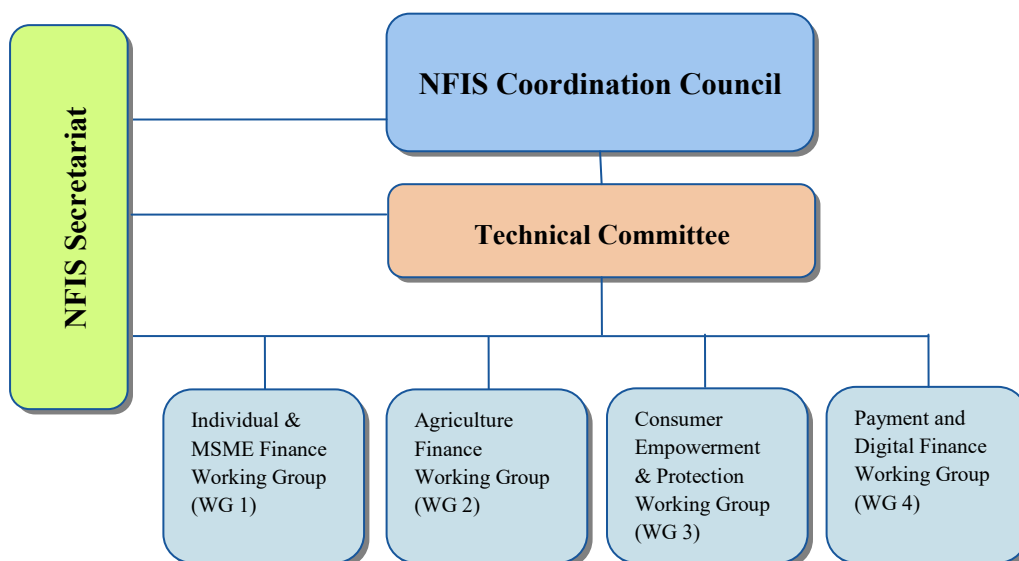 NFIS Secretariat
NFIS Coordination Council
Technical Committee
Individual &
MSME Finance
Working Group
(WG 1)
Agriculture
Finance
Working Group
(WG 2)
Consumer
Empowerment
& Protection
Working Group
(WG 3)
Payment and
Digital Finance
Working Group
(WG 4)